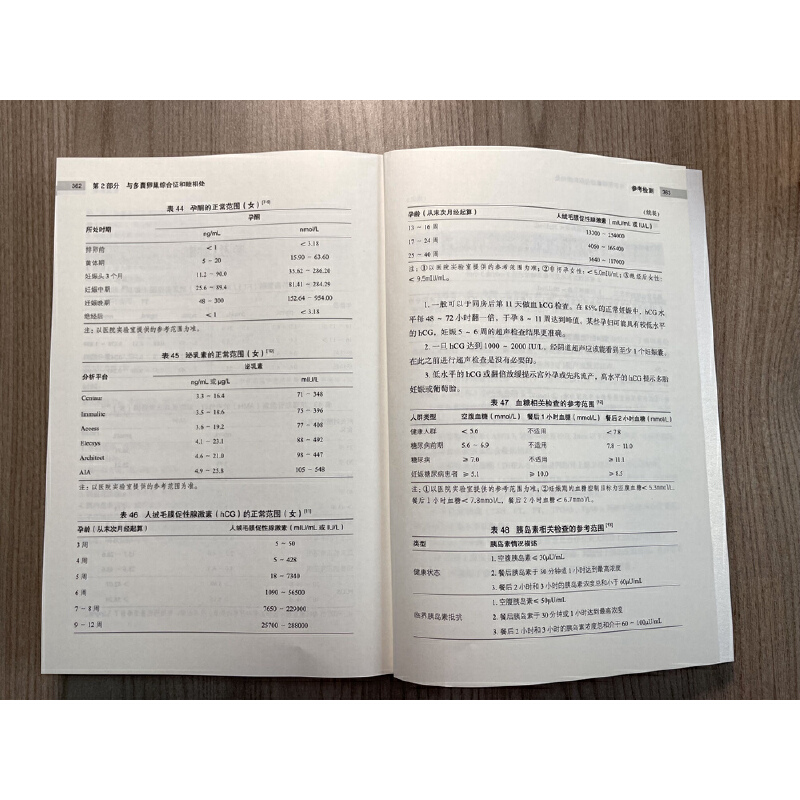 362 第2部分 与多囊卵巢综合征和睦相处
表 44 孕酮的正常范围（女）
所处时期 孕酮
ng/mL nmol/L
排卵前 < 1 < 3.18
黄体期 5 – 20 15.90 – 63.60
妊娠头 3 个月 11.2 – 90.0 35.62 – 286.20
妊娠中期 25.6 – 89.4 81.41 – 284.29
妊娠晚期 48 – 300 152.64 – 954.00
绝经后 < 1 < 3.18
注：以医院实验室提供的参考范围为准。
表 45 泌乳素的正常范围（女）
分析平台 泌乳素
ng/mL 或 μg/L mIU/L
Centaur 3.3 – 16.4 71 – 348
Immulite 3.5 – 18.6 75 – 396
Access 3.6 – 19.2 77 – 408
Elecsys 4.1 – 23.1 88 – 492
Architect 4.6 – 21.0 98 – 447
AIA 4.9 – 25.8 105 – 548
注：以医院实验室提供的参考范围为准。
表 46 人绒毛膜促性腺激素（hCG）的正常范围（女）
孕龄（从末次月经起算） 人绒毛膜促性腺激素（mIU/mL 或 IU/L）
3 周 5 – 50
4 周 5 – 428
5 周 18 – 7340
6 周 1090 – 56500
7 – 8 周 7650 – 229000
9 – 12 周 25700 – 288000
参考检测 363
（续表）
孕龄（从末次月经起算） 人绒毛膜促性腺激素（mIU/mL 或 IU/L）
13 – 16 周 13300 – 254000
17 – 24 周 4060 – 165400
25 – 40 周 3640 – 117000
注：①以医院实验室提供的参考范围为准；②非孕女性：< 5.0mIU/mL；③绝经后女性：
< 9.5mIU/mL。
1. 一般可以于同房后第 11 天做血 hCG 检查。在 85% 的正常妊娠中，hCG 水
平每 48 ~ 72 小时翻一倍，于孕 8 ~ 11 周达到峰值。某些孕妇可能具有较低水平
的 hCG，妊娠 5 ~ 6 周的超声检查结果更准确。
2. 一旦 hCG 达到 1000 ~ 2000 IU/L，经阴道超声应该能看到至少 1 个妊娠囊，
在此之前进行超声检查是没有必要的。
3. 低水平的 hCG 或翻倍放缓提示宫外孕或先兆流产，高水平的 hCG 提示多胎
妊娠或葡萄胎。
表 47 血糖相关检查的参考范围
人群类型 空腹血糖（mmol/L） 餐后 1 小时血糖（mmol/L） 餐后 2 小时血糖（mmol/L）
健康人群 < 5.6 不适用 < 7.8
糖尿病前期 5.6 – 6.9 不适用 7.8 – 11.0
糖尿病 ≥ 7.0 不适用 ≥ 11.1
妊娠糖尿病患者 ≥ 5.1 ≥ 10.0 ≥ 8.5
注：①以医院实验室提供的参考范围为准；②妊娠期的血糖控制目标为空腹血糖 < 5.3mmol/L，
餐后 1 小时血糖 < 7.8mmol/L，餐后 2 小时血糖 < 6.7mmol/L。
表 48 胰岛素相关检查的参考范围
类型 胰岛素情况描述
健康状态
1. 空腹胰岛素 ≤ 30μU/mL
2. 餐后胰岛素于 30 分钟或 1 小时达到最高浓度
3. 餐后 2 小时和 3 小时的胰岛素浓度总和小于 60μU/mL
临界胰岛素抵抗
1. 空腹胰岛素 ≤ 50μU/mL
2. 餐后胰岛素于 30 分钟或 1 小时达到最高浓度
3. 餐后 2 小时和 3 小时的胰岛素浓度总和介于 60 ~ 100μU/mL